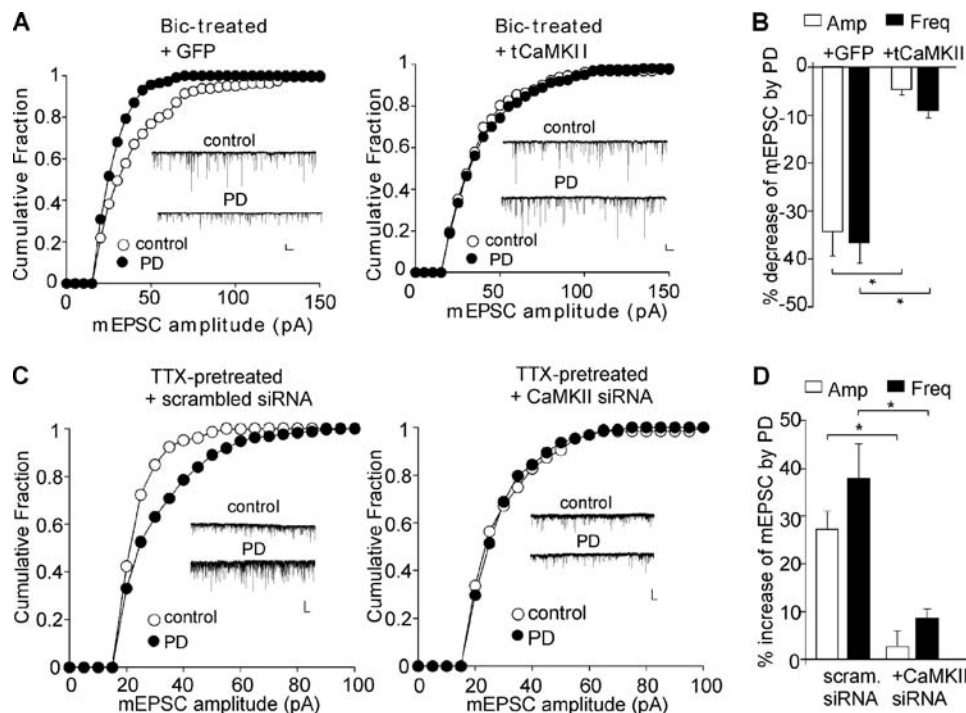 A
Bic-treated
+ GFP
Cumulative Fraction
1
0.8
0.6
0.4
0.2
0
control
PD
control
PD
0 50 100 150
mEPSC amplitude (pA)
Bic-treated
+ tCaMKII
Cumulative Fraction
1
0.8
0.6
0.4
0.2
0
control
PD
control
PD
0 50 100 150
mEPSC amplitude (pA)
B
Amp Freq
+GFP +tCaMKII
% decrease of mEPSC by PD
0
-10
-20
-30
-40
-50
*
*
C
TTX-pretreated
+ scrambled siRNA
Cumulative Fraction
1
0.8
0.6
0.4
0.2
0
control
PD
control
PD
0 20 40 60 80 100
mEPSC amplitude (pA)
TTX-pretreated
+ CaMKII siRNA
Cumulative Fraction
1
0.8
0.6
0.4
0.2
0
control
PD
control
PD
0 20 40 60 80 100
mEPSC amplitude (pA)
D
Amp Freq
% increase of mEPSC by PD
50
40
30
20
10
0
*
*
scram. +CaMKII
siRNA siRNA